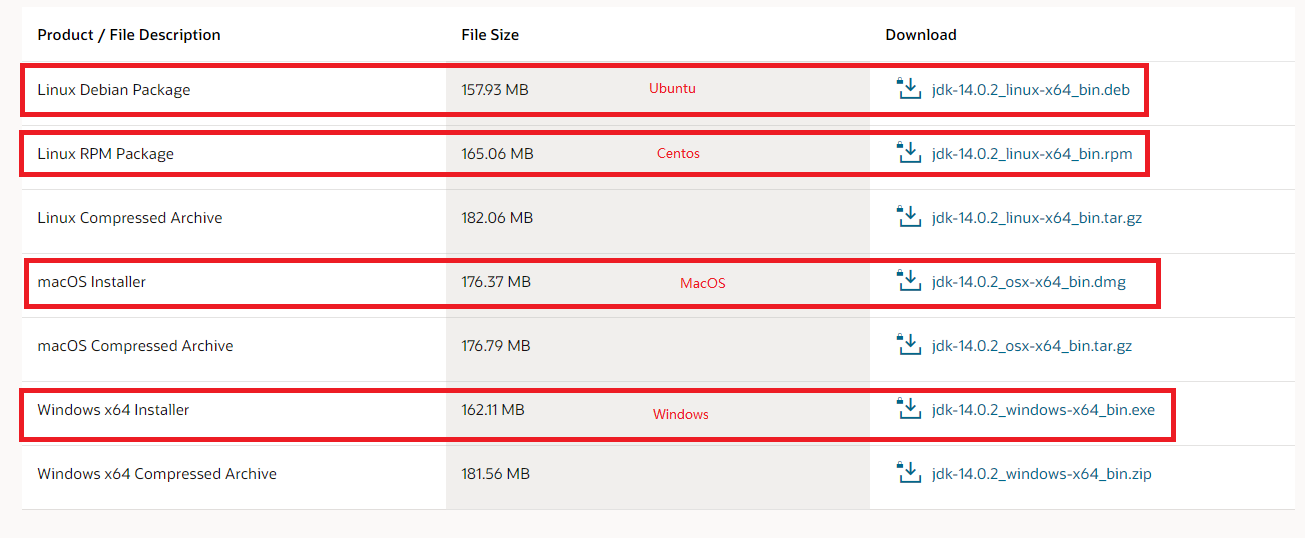 Product / File Description File Size Download
Linux Debian Package 157.93 MB Ubuntu jdk-14.0.2_linux-x64_bin.deb
Linux RPM Package 165.06 MB Centos jdk-14.0.2_linux-x64_bin.rpm
Linux Compressed Archive 182.06 MB jdk-14.0.2_linux-x64_bin.tar.gz
macOS Installer 176.37 MB MacOS jdk-14.0.2_osx-x64_bin.dmg
macOS Compressed Archive 176.79 MB jdk-14.0.2_osx-x64_bin.tar.gz
Windows x64 Installer 162.11 MB Windows jdk-14.0.2_windows-x64_bin.exe
Windows x64 Compressed Archive 181.56 MB jdk-14.0.2_windows-x64_bin.zip